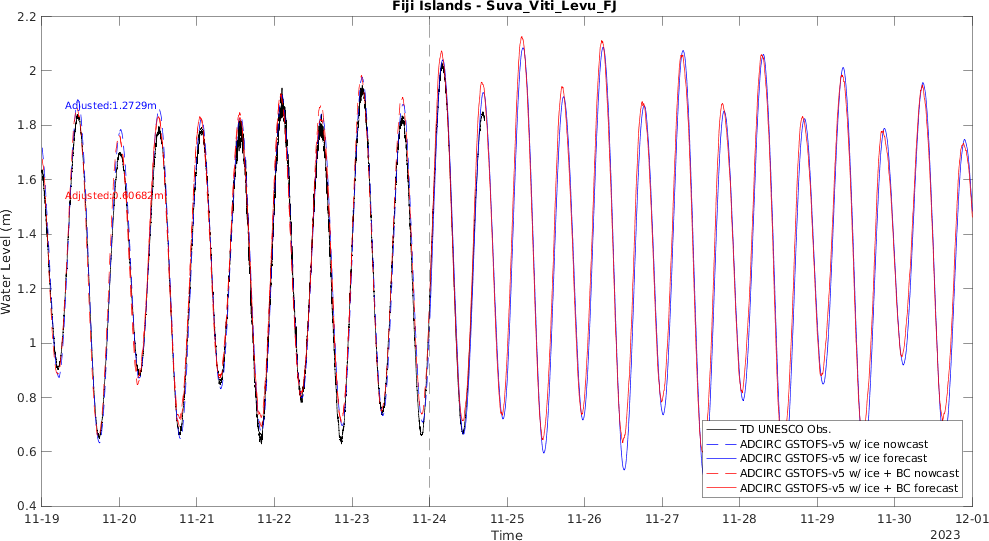 Fiji Islands - Suva_Viti_Levu_FJ
2.2
2
1.8
1.6
1.4
1.2
1
0.8
0.6
0.4
Water Level (m)
Adjusted:1.2729m
Adjusted:0.60682m
TD UNESCO Obs.
ADCIRC GSTOFS-v5 w/ ice nowcast
ADCIRC GSTOFS-v5 w/ ice forecast
ADCIRC GSTOFS-v5 w/ ice + BC nowcast
ADCIRC GSTOFS-v5 w/ ice + BC forecast
11-19 11-20 11-21 11-22 11-23 11-24 11-25 11-26 11-27 11-28 11-29 11-30 12-01
Time
2023